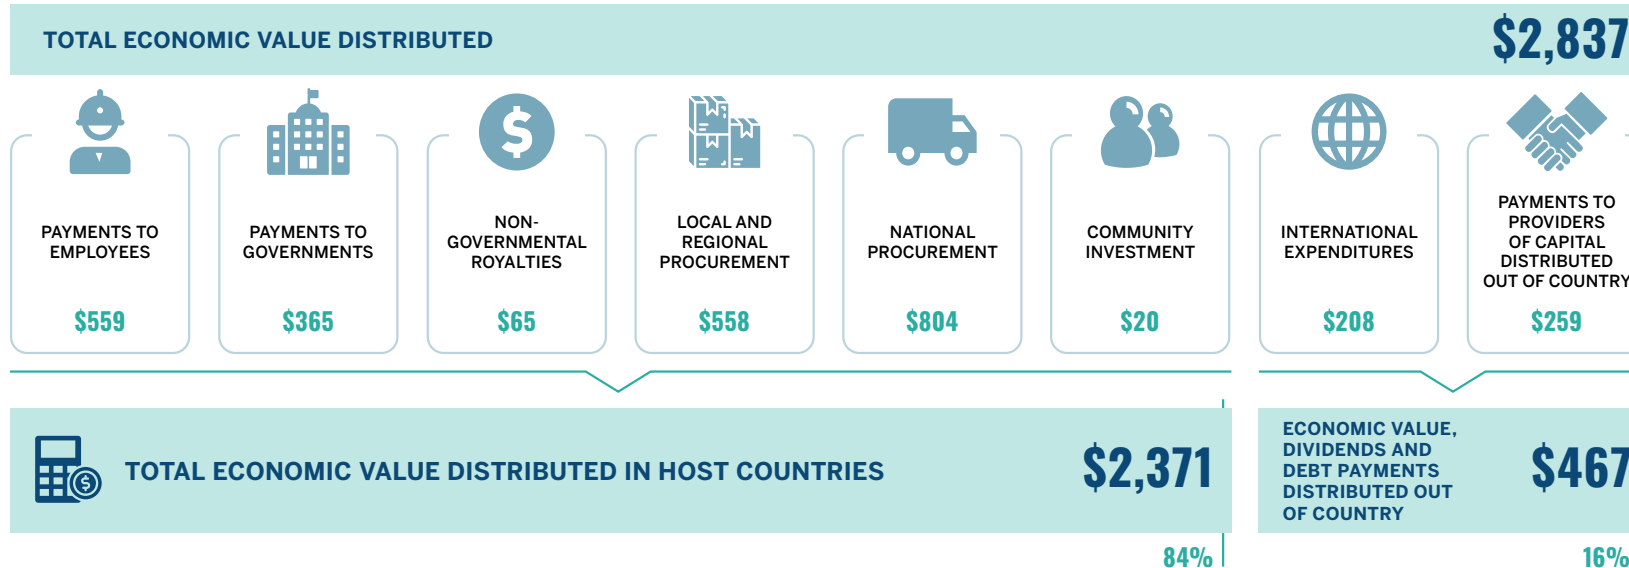 TOTAL ECONOMIC VALUE DISTRIBUTED
$2,837
PAYMENTS TO
EMPLOYEES
$559
PAYMENTS TO
GOVERNMENTS
$365
NON-
GOVERNMENTAL
ROYALTIES
$65
LOCAL AND
REGIONAL
PROCUREMENT
$558
NATIONAL
PROCUREMENT
$804
COMMUNITY
INVESTMENT
$20
INTERNATIONAL
EXPENDITURES
$208
PAYMENTS TO
PROVIDERS
OF CAPITAL
DISTRIBUTED
OUT OF COUNTRY
$259
$
$
TOTAL ECONOMIC VALUE DISTRIBUTED IN HOST COUNTRIES
$2,371
84%
ECONOMIC VALUE,
DIVIDENDS AND
DEBT PAYMENTS
DISTRIBUTED OUT
OF COUNTRY
$467
16%